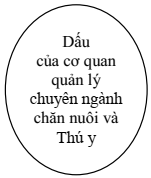 Dấu
của cơ quan
quản lý
chuyên ngành
chăn nuôi và
Thú y